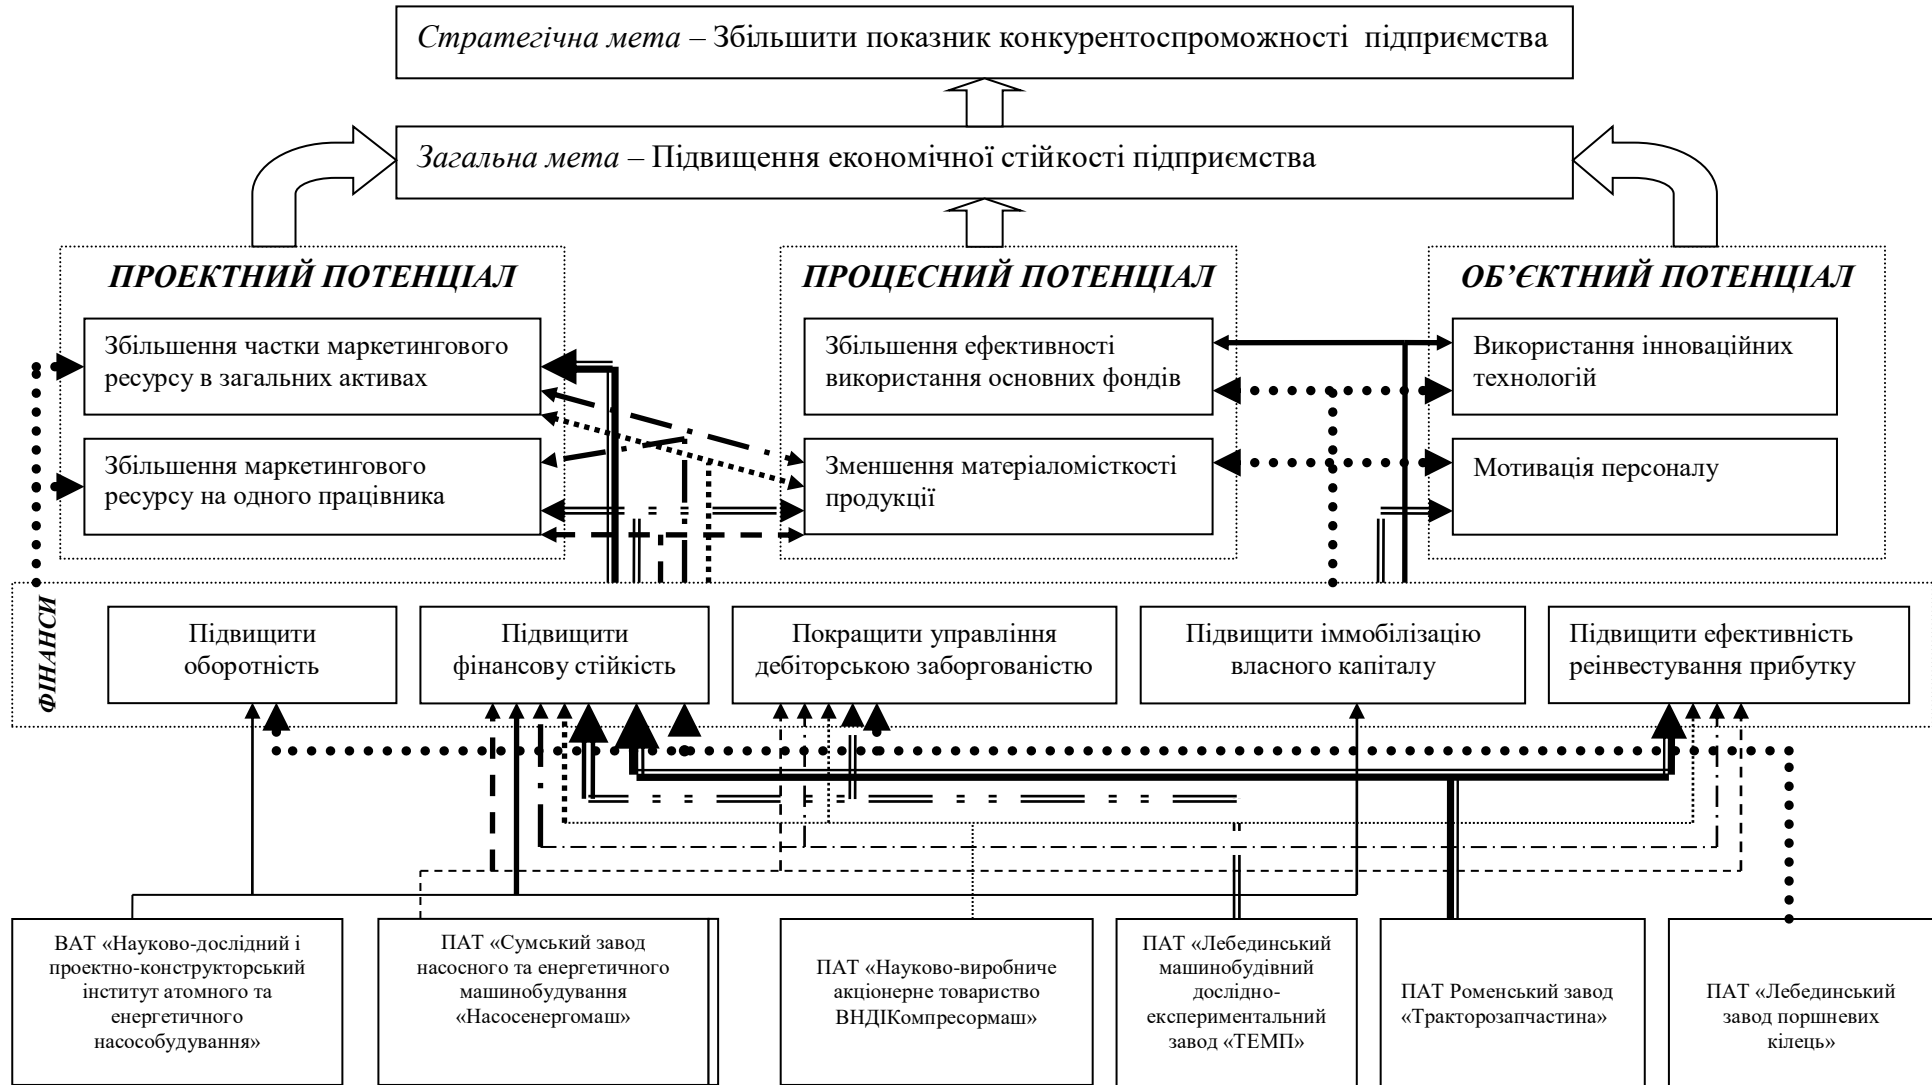 Стратегічна мета – Збільшити показник конкурентоспроможності підприємства
Загальна мета – Підвищення економічної стійкості підприємства
ПРОЕКТНИЙ ПОТЕНЦІАЛ
Збільшення частки маркетингового
ресурсу в загальних активах
Збільшення маркетингового
ресурсу на одного працівника
ПРОЦЕСНИЙ ПОТЕНЦІАЛ
Збільшення ефективності
використання основних фондів
Зменшення матеріаломісткості
продукції
ОБ’ЄКТНИЙ ПОТЕНЦІАЛ
Використання інноваційних
технологій
Мотивація персоналу
ФІНАНСИ
Підвищити
оборотність
Підвищити
фінансову стійкість
Покращити управління
дебіторською заборгованістю
Підвищити іммобілізацію
власного капіталу
Підвищити ефективність
реінвестування прибутку
ВАТ «Науково-дослідний і
проектно-конструкторський
інститут атомного та
енергетичного
насособудування»
ПАТ «Сумський завод
насосного та енергетичного
машинобудування
«Насосенергомаш»
ПАТ «Науково-виробниче
акціонерне товариство
ВНДІКомпресормаш»
ПАТ «Лебединський
машинобудівний
дослідно-
експериментальний
завод «ТЕМП»
ПАТ Роменський завод
«Тракторозапчастина»
ПАТ «Лебединський
завод поршневих
кілець»